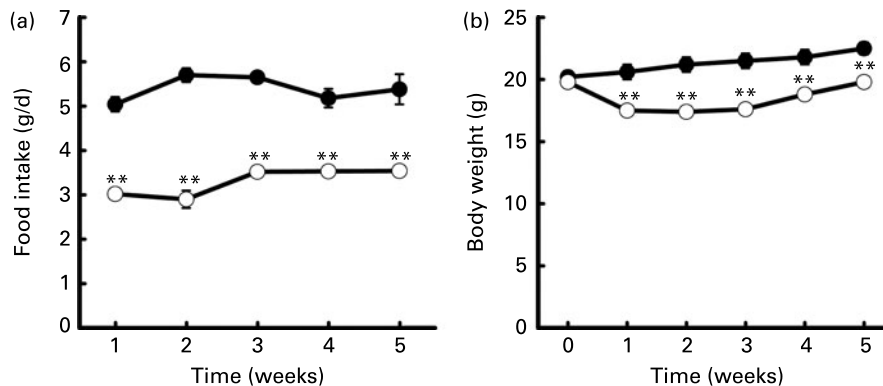 (a)
7
6
5
4
3
2
1
0
Food intake (g/d)
** ** ** ** **
1 2 3 4 5
Time (weeks)
(b)
25
20
15
10
5
0
Body weight (g)
** ** ** ** **
0 1 2 3 4 5
Time (weeks)